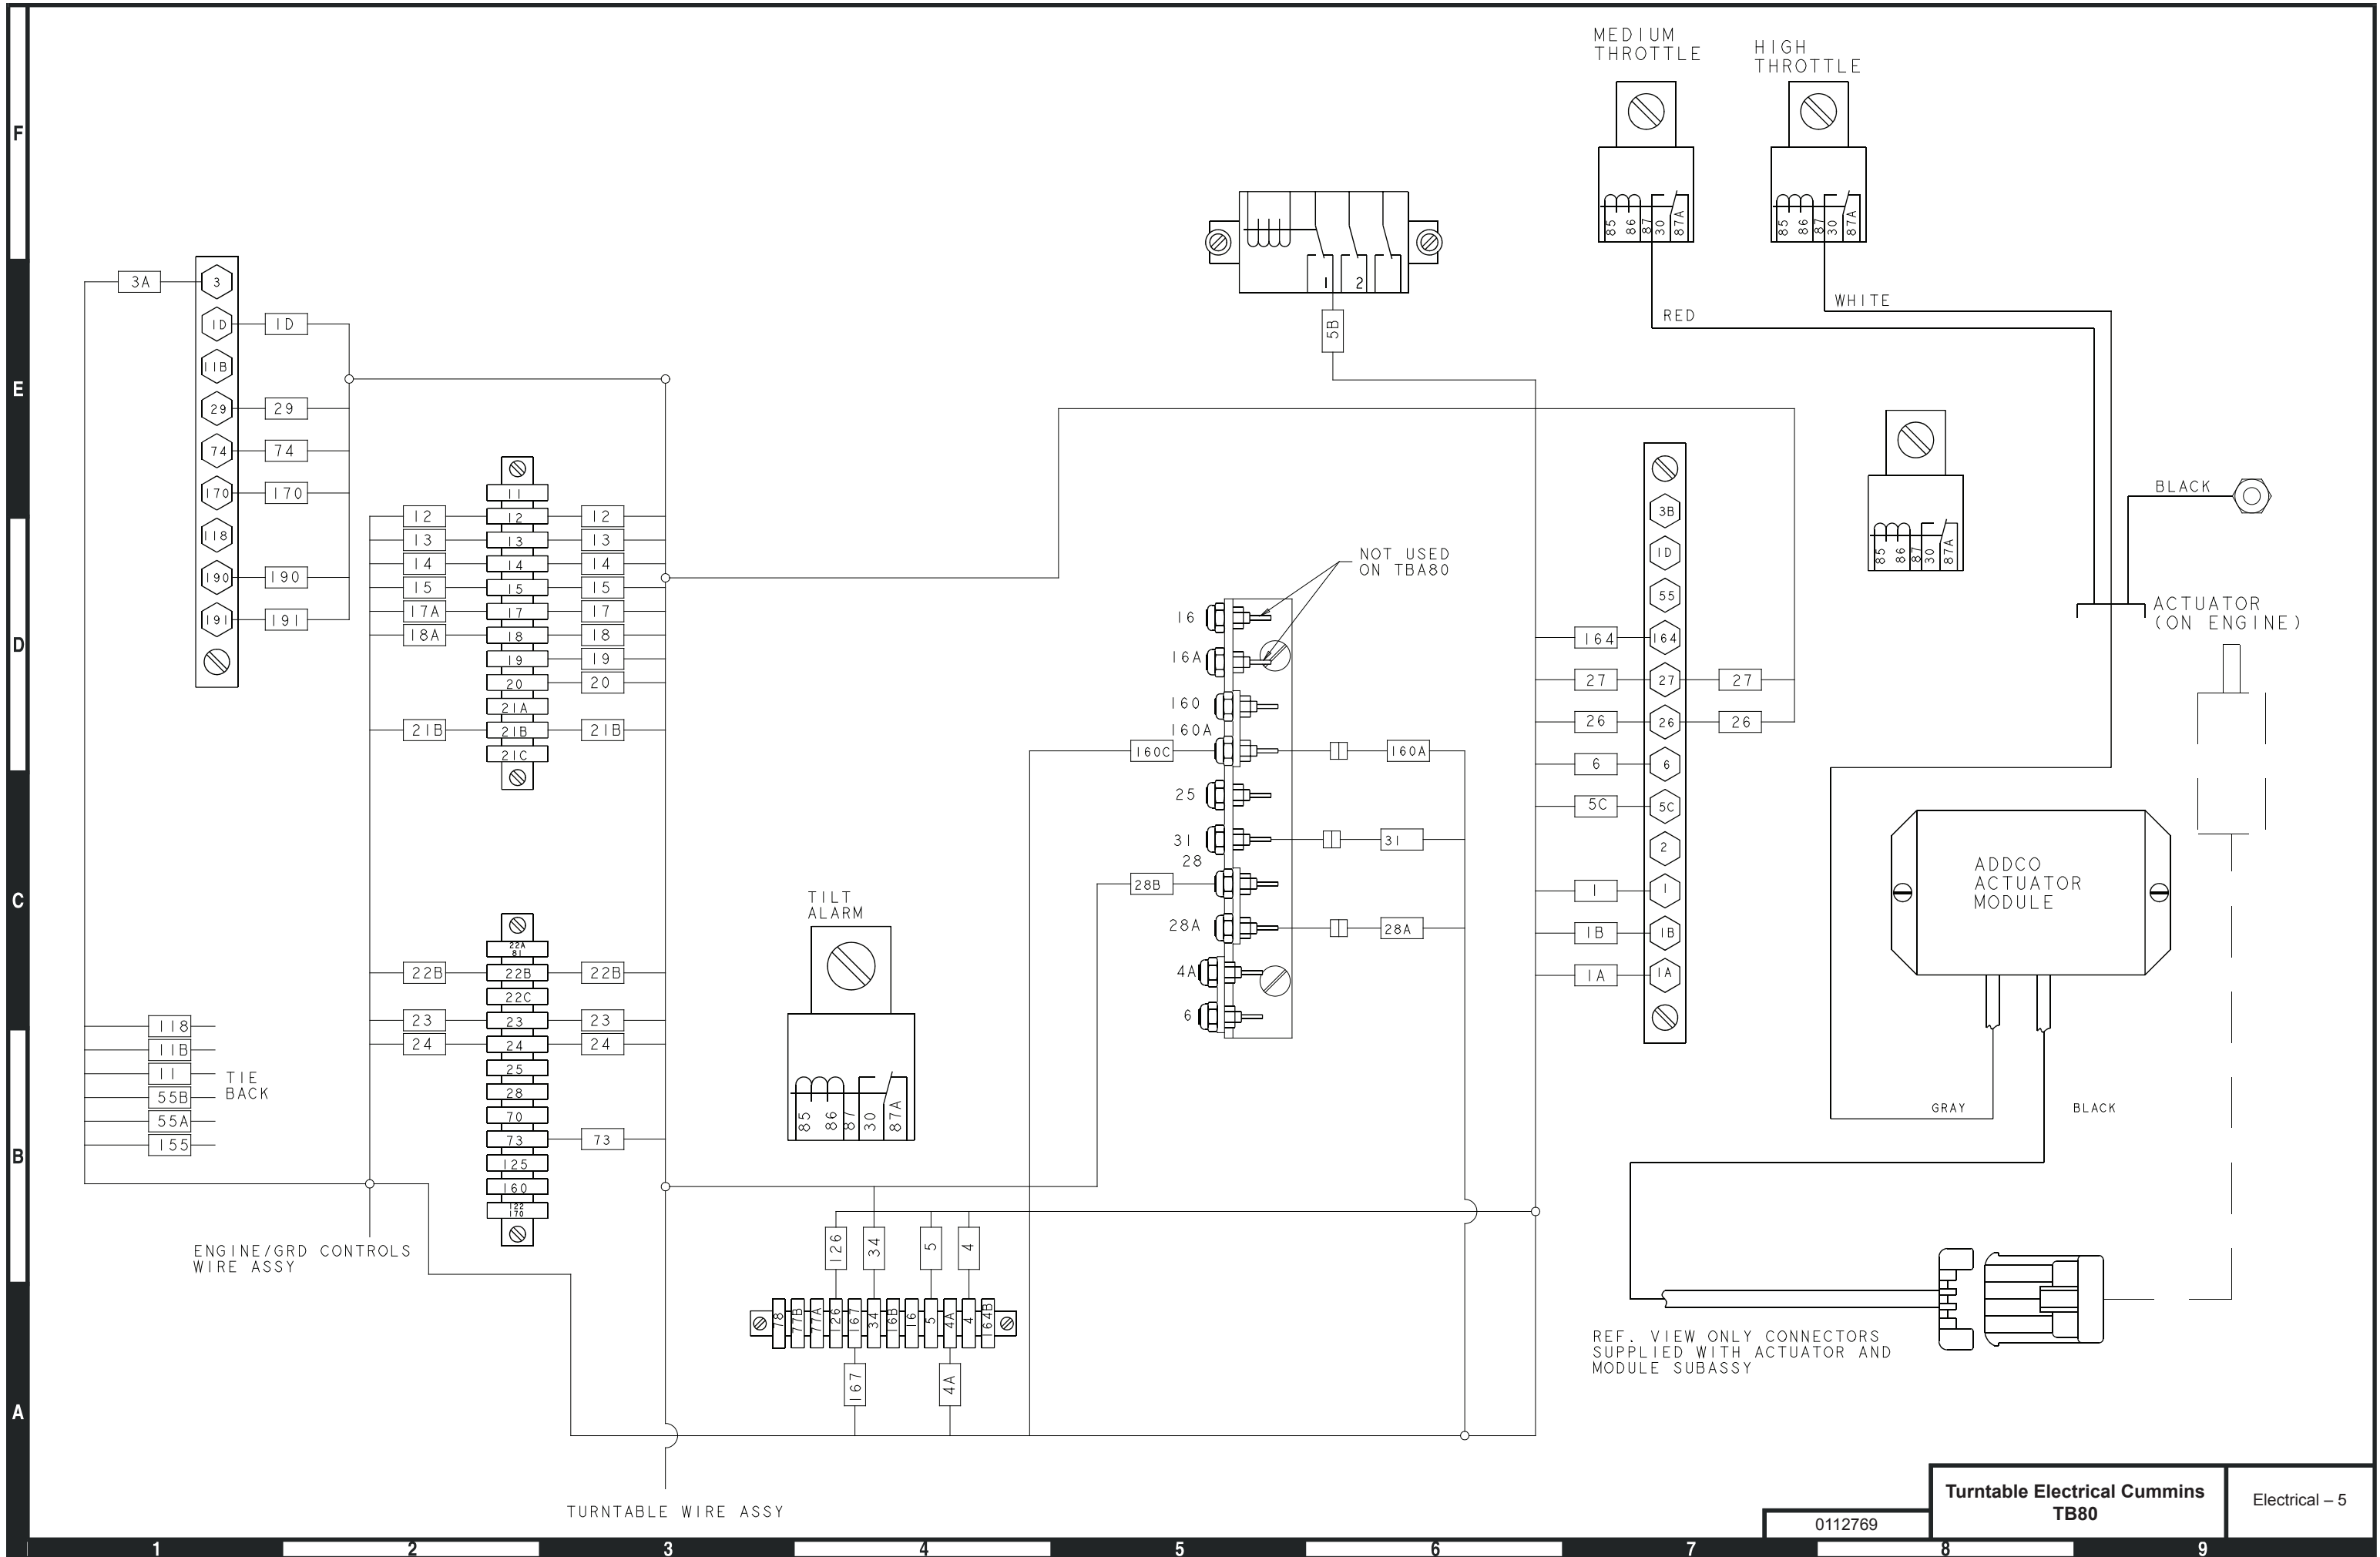 MEDIUM
THROTTLE
HIGH
THROTTLE
85
86
87
30
87A
85
86
87
30
87A
1
2
5B
RED
WHITE
3A
3
1D
1D
11B
29
29
74
74
170
170
118
190
190
191
191
11
12
12
12
13
13
13
14
14
14
15
15
15
17A
17
17
18A
18
18
19
19
20
20
21A
21B
21B
21B
21C
NOT USED
ON TBA80
16
16A
160
160A
160C
160A
25
31
31
28
28B
28A
28A
4A
6
3B
1D
55
164
164
27
27
27
26
26
26
6
6
5C
5C
2
1
1
1B
1B
1A
1A
85
86
87
30
87A
BLACK
ACTUATOR
(ON ENGINE)
ADDCO
ACTUATOR
MODULE
GRAY
BLACK
TILT
ALARM
85
86
87
30
87A
22A
81
22B
22B
22B
22C
23
23
23
24
24
24
25
28
70
73
73
125
160
122
170
118
11B
11
55B
55A
155
TIE
BACK
ENGINE/GRD CONTROLS
WIRE ASSY
126
34
5
4
78
77B
77A
126
167
34
16B
16
5
4A
4
164B
167
4A
REF. VIEW ONLY CONNECTORS
SUPPLIED WITH ACTUATOR AND
MODULE SUBASSY
TURNTABLE WIRE ASSY
0112769
Turntable Electrical Cummins
TB80
Electrical – 5
F
E
D
C
B
A
1
2
3
4
5
6
7
8
9